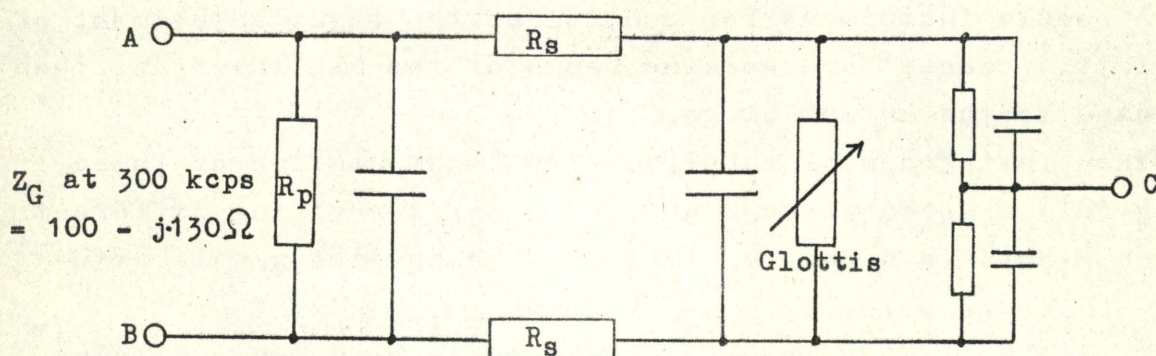 A
R_s
Z_G at 300 kcps
= 100 - j·130Ω
R_p
C
Glottis
B
R_s